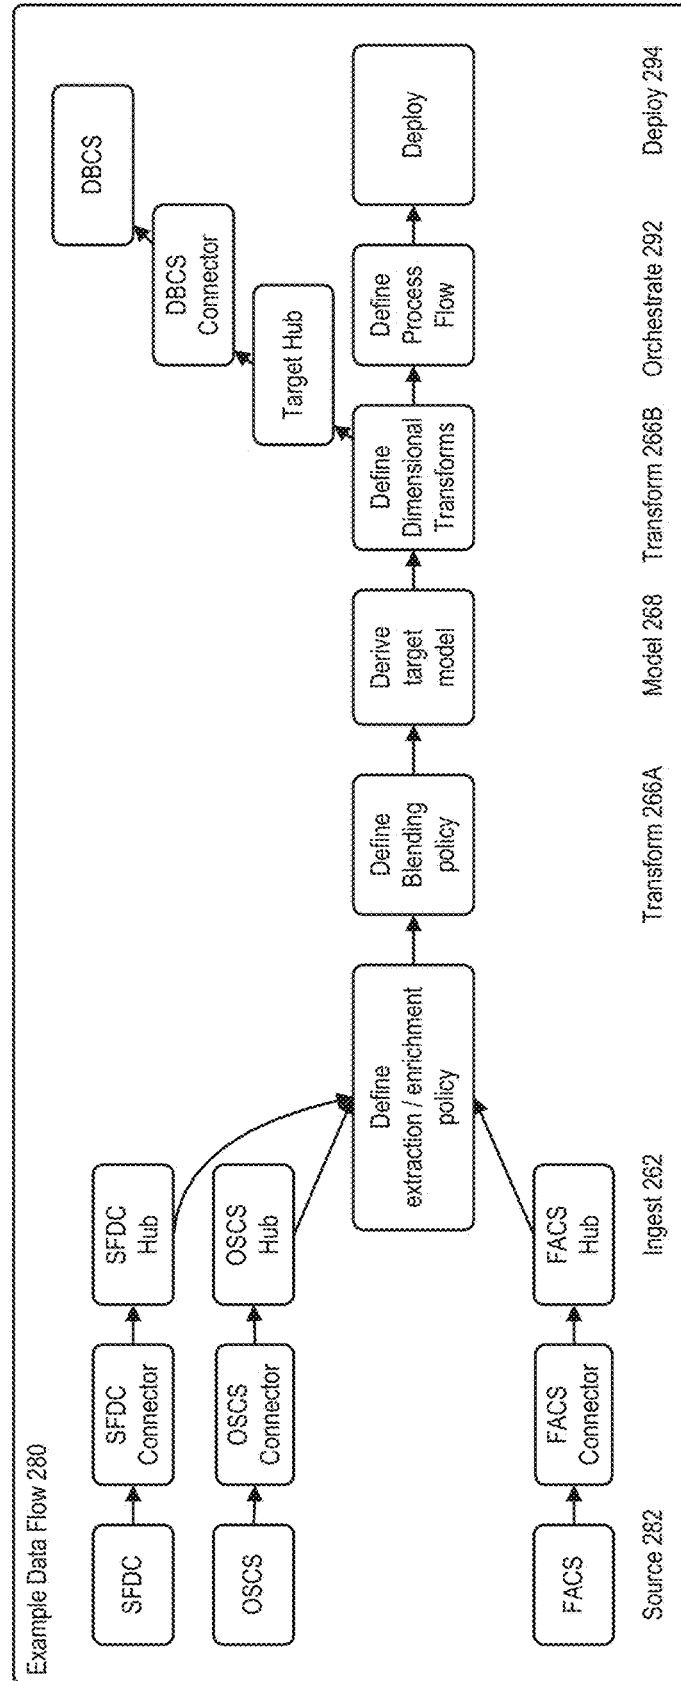 Example Data Flow 280
SFDC
SFDC
Connector
SFDC
Hub
OSCS
OSCS
Connector
OSCS
Hub
FACS
FACS
Connector
FACS
Hub
Define
extraction / enrichment
policy
Define
Blending
policy
Derive
target
model
Define
Dimensional
Transforms
Target Hub
DBCS
Connector
DBCS
Define
Process
Flow
Deploy
Source 282
Ingest 262
Transform 266A
Model 268
Transform 266B
Orchestrate 292
Deploy 294